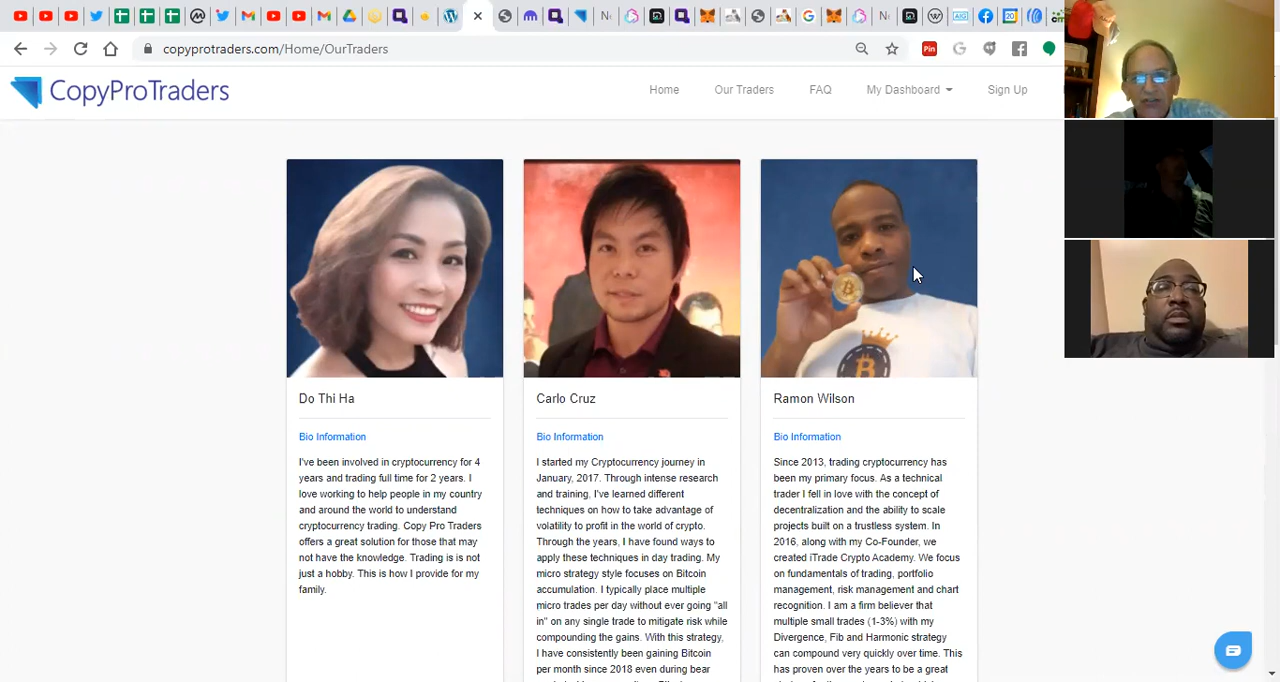 copyprotraders.com/Home/OurTraders
Pin
CopyProTraders
Home
Our Traders
FAQ
My Dashboard
Sign Up
Do Thi Ha
Bio Information
I've been involved in cryptocurrency for 4
years and trading full time for 2 years. I
love working to help people in my country
and around the world to understand
cryptocurrency trading. Copy Pro Traders
offers a great solution for those that may
not have the knowledge. Trading is is not
just a hobby. This is how I provide for my
family.
Carlo Cruz
Bio Information
I started my Cryptocurrency journey in
January, 2017. Through intense research
and training, I've learned different
techniques on how to take advantage of
volatility to profit in the world of crypto.
Through the years, I have found ways to
apply these techniques in day trading. My
micro strategy style focuses on Bitcoin
accumulation. I typically place multiple
micro trades per day without ever going "all
in" on any single trade to mitigate risk while
compounding the gains. With this strategy,
I have consistently been gaining Bitcoin
per month since 2018 even during bear
Ramon Wilson
Bio Information
Since 2013, trading cryptocurrency has
been my primary focus. As a technical
trader I fell in love with the concept of
decentralization and the ability to scale
projects built on a trustless system. In
2016, along with my Co-Founder, we
created iTrade Crypto Academy. We focus
on fundamentals of trading, portfolio
management, risk management and chart
recognition. I am a firm believer that
multiple small trades (1-3%) with my
Divergence, Fib and Harmonic strategy
can compound very quickly over time. This
has proven over the years to be a great